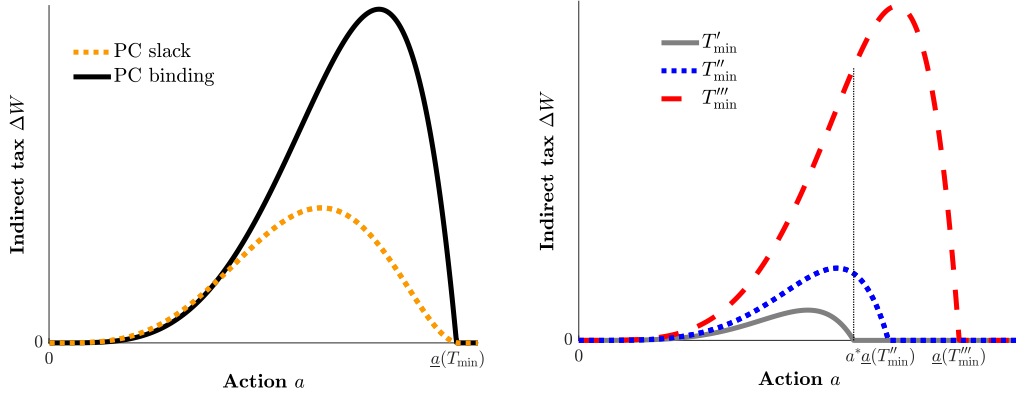 PC slack
PC binding
Indirect tax ΔW
0
0
a̲(T_min)
Action a
T′_min
T″_min
T‴_min
Indirect tax ΔW
0
0
a* a̲(T″_min) a̲(T‴_min)
Action a